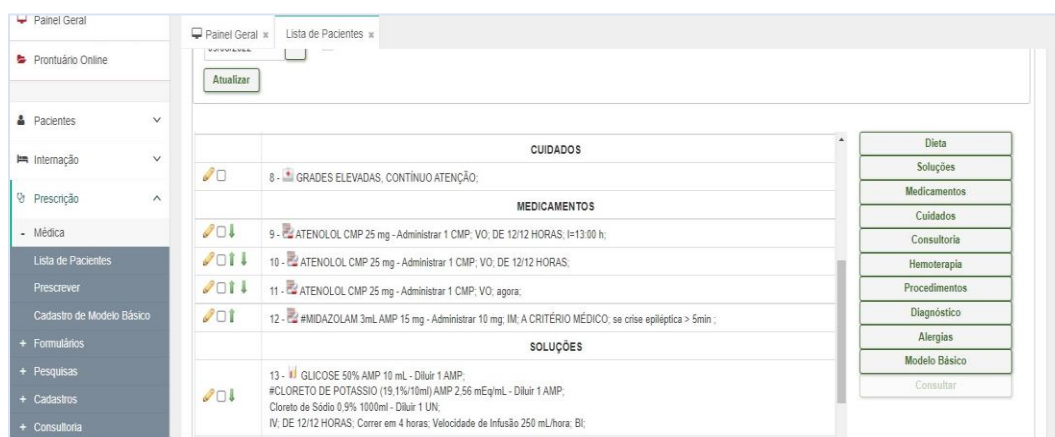 Painel Geral
Prontuário Online
Pacientes
Internação
Prescrição
- Médica
Lista de Pacientes
Prescrever
Cadastro de Modelo Básico
+ Formulários
+ Pesquisas
+ Cadastros
+ Consultoria
Painel Geral x Lista de Pacientes x
Atualizar
CUIDADOS
8 - GRADES ELEVADAS, CONTÍNUO ATENÇÃO;
MEDICAMENTOS
9 - ATENOLOL CMP 25 mg - Administrar 1 CMP; VO; DE 12/12 HORAS; I=13:00 h;
10 - ATENOLOL CMP 25 mg - Administrar 1 CMP; VO; DE 12/12 HORAS;
11 - ATENOLOL CMP 25 mg - Administrar 1 CMP; VO; agora;
12 - #MIDAZOLAM 3mL AMP 15 mg - Administrar 10 mg; IM; A CRITÉRIO MÉDICO; se crise epiléptica > 5min ;
SOLUÇÕES
13 - GLICOSE 50% AMP 10 mL - Diluir 1 AMP;
#CLORETO DE POTASSIO (19,1%/10ml) AMP 2,56 mEq/mL - Diluir 1 AMP;
Cloreto de Sódio 0,9% 1000ml - Diluir 1 UN;
IV; DE 12/12 HORAS; Correr em 4 horas; Velocidade de Infusão 250 mL/hora; BI;
Dieta
Soluções
Medicamentos
Cuidados
Consultoria
Hemoterapia
Procedimentos
Diagnóstico
Alergias
Modelo Básico
Consultar